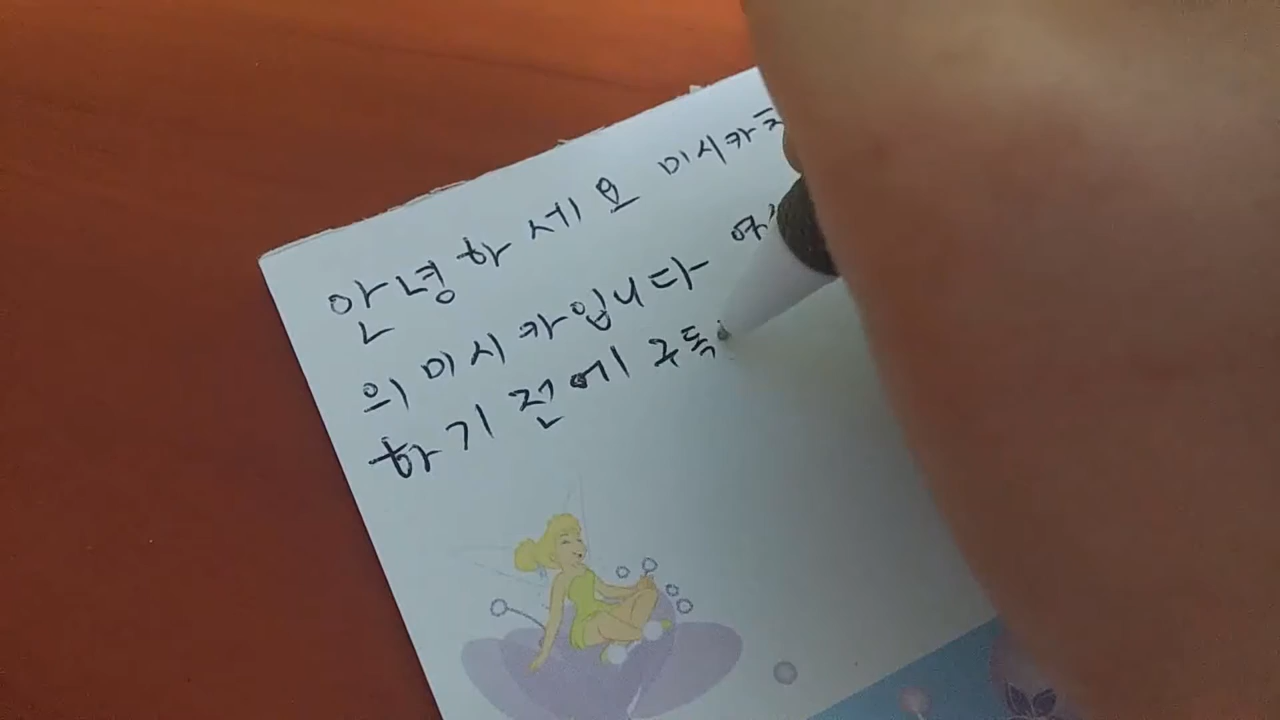 안녕하세요 미시카
의 미시카입니다
하기 전에 구독